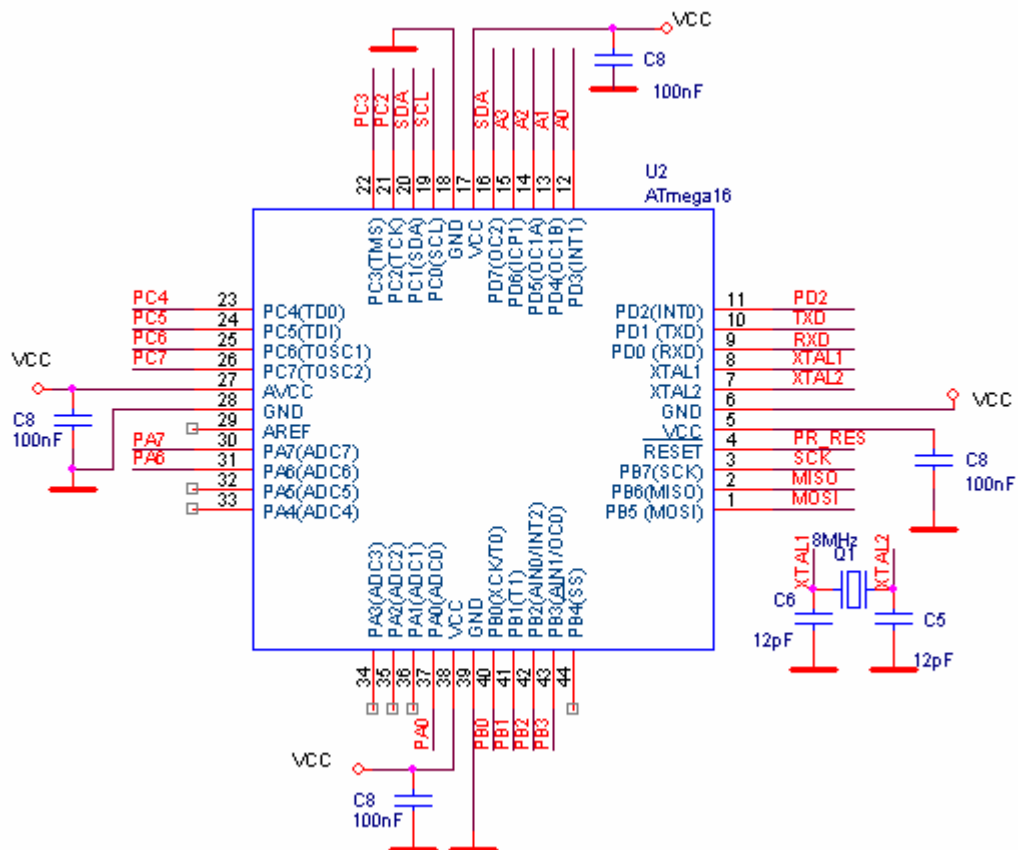 VCC
C8
100nF
PC3
PC2
SDA
SCL
SDA
A3
A2
A1
A0
U2
ATmega16
22
21
20
19
18
17
16
15
14
13
12
PC3(TMS)
PC2(TCK)
PC1(SDA)
PC0(SCL)
GND
VCC
PD7(OC2)
PD6(ICP1)
PD5(OC1A)
PD4(OC1B)
PD3(INT1)
PC4 23 PC4(TD0)
PC5 24 PC5(TDI)
PC6 25 PC6(TOSC1)
PC7 26 PC7(TOSC2)
VCC
27 AVCC
28 GND
29 AREF
C8
100nF
PA7 30 PA7(ADC7)
PA6 31 PA6(ADC6)
32 PA5(ADC5)
33 PA4(ADC4)
PD2(INT0) 11 PD2
PD1 (TXD) 10 TXD
PD0 (RXD) 9 RXD
XTAL1 8 XTAL1
XTAL2 7 XTAL2
GND 6
VCC
VCC 5
RESET 4 PR_RES
PB7(SCK) 3 SCK
PB6(MISO) 2 MISO
PB5 (MOSI) 1 MOSI
C8
100nF
PA3(ADC3)
PA2(ADC2)
PA1(ADC1)
PA0(ADC0)
VCC
GND
PB0(XCK/T0)
PB1(T1)
PB2(AIN0/INT2)
PB3(AIN1/OC0)
PB4(SS)
34
35
36
37
38
39
40
41
42
43
44
PA0
PB0
PB1
PB2
PB3
XTAL1
8MHz
Q1
XTAL2
C6
12pF
C5
12pF
VCC
C8
100nF